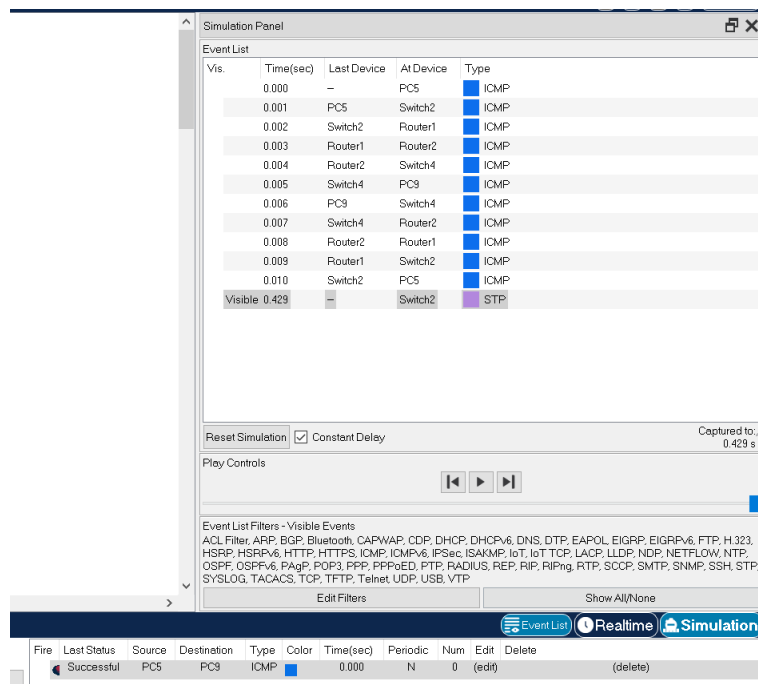 Simulation Panel
Event List
Vis. Time(sec) Last Device At Device Type
0.000 -- PC5 ICMP
0.001 PC5 Switch2 ICMP
0.002 Switch2 Router1 ICMP
0.003 Router1 Router2 ICMP
0.004 Router2 Switch4 ICMP
0.005 Switch4 PC9 ICMP
0.006 PC9 Switch4 ICMP
0.007 Switch4 Router2 ICMP
0.008 Router2 Router1 ICMP
0.009 Router1 Switch2 ICMP
0.010 Switch2 PC5 ICMP
Visible 0.429 -- Switch2 STP
Reset Simulation Constant Delay
Captured to:
0.429 s
Play Controls
Event List Filters - Visible Events
ACL Filter, ARP, BGP, Bluetooth, CAPWAP, CDP, DHCP, DHCPv6, DNS, DTP, EAPOL, EIGRP, EIGRPv6, FTP, H.323,
HSRP, HSRPv6, HTTP, HTTPS, ICMP, ICMPv6, IPSec, ISAKMP, IoT, IoT TCP, LACP, LLDP, NDP, NETFLOW, NTP,
OSPF, OSPFv6, PAgP, POP3, PPP, PPPoED, PTP, RADIUS, REP, RIP, RIPng, RTP, SCCP, SMTP, SNMP, SSH, STP,
SYSLOG, TACACS, TCP, TFTP, Telnet, UDP, USB, VTP
Edit Filters Show All/None
Event List Realtime Simulation
Fire Last Status Source Destination Type Color Time(sec) Periodic Num Edit Delete
Successful PC5 PC9 ICMP 0.000 N 0 (edit) (delete)